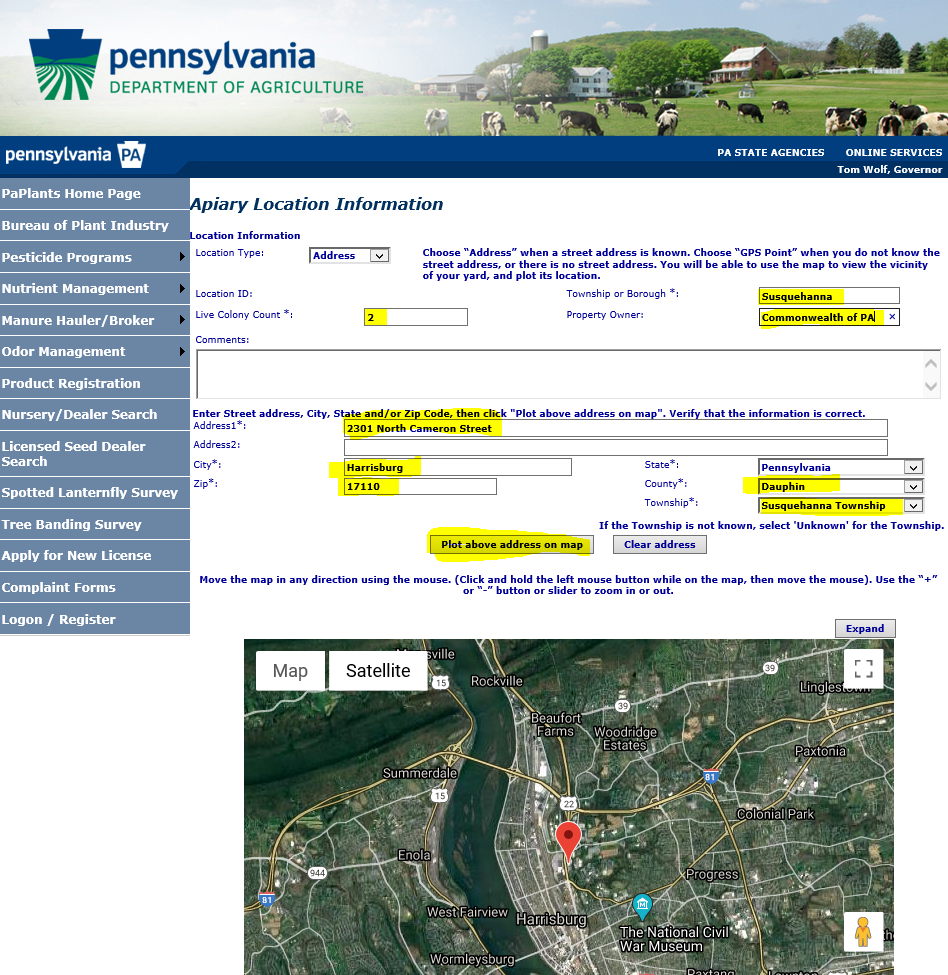 pennsylvania
DEPARTMENT OF AGRICULTURE
pennsylvania PA
PA STATE AGENCIES ONLINE SERVICES
Tom Wolf, Governor
PaPlants Home Page
Bureau of Plant Industry
Pesticide Programs
Nutrient Management
Manure Hauler/Broker
Odor Management
Product Registration
Nursery/Dealer Search
Licensed Seed Dealer
Search
Spotted Lanternfly Survey
Tree Banding Survey
Apply for New License
Complaint Forms
Logon / Register
Apiary Location Information
Location Information
Location Type: Address
Choose “Address” when a street address is known. Choose “GPS Point” when you do not know the
street address, or there is no street address. You will be able to use the map to view the vicinity
of your yard, and plot its location.
Location ID: Township or Borough *: Susquehanna
Live Colony Count *: 2 Property Owner: Commonwealth of PA ×
Comments:
Enter Street address, City, State and/or Zip Code, then click "Plot above address on map". Verify that the information is correct.
Address1*: 2301 North Cameron Street
Address2:
City*: Harrisburg State*: Pennsylvania
Zip*: 17110 County*: Dauphin
Township*: Susquehanna Township
If the Township is not known, select 'Unknown' for the Township.
Plot above address on map Clear address
Move the map in any direction using the mouse. (Click and hold the left mouse button while on the map, then move the mouse). Use the “+”
or “-” button or slider to zoom in or out.
Expand
Map Satellite
15
Rockville
39
39
Beaufort
Farms
Woodridge
Estates
Paxtonia
Summerdale
81
15
22
Colonial Park
Enola
944
Progress
81
West Fairview
Harrisburg
The National Civil
War Museum
Wormleysburg
Paxtang